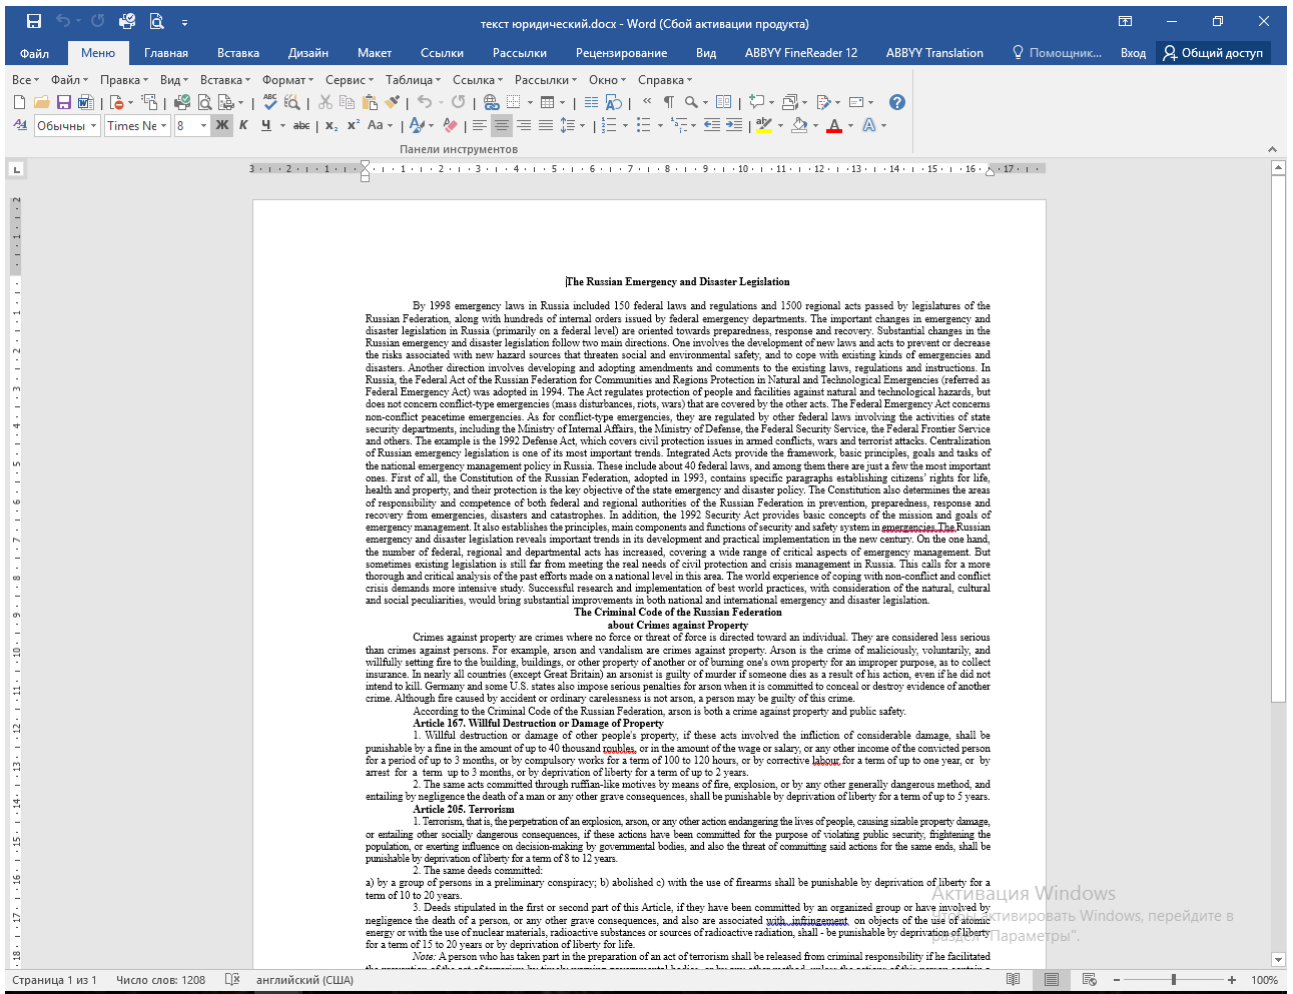 текст юридический.docx - Word (Сбой активации продукта)
Файл Меню Главная Вставка Дизайн Макет Ссылки Рассылки Рецензирование Вид ABBYY FineReader 12 ABBYY Translation Помощник... Вход Общий доступ
Все Файл Правка Вид Вставка Формат Сервис Таблица Ссылка Рассылки Окно Справка
Обычны Times Ne 8 Ж К Ч abc x₂ x² Aa
Панели инструментов
3 2 1 1 2 3 4 5 6 7 8 9 10 11 12 13 14 15 16 17
The Russian Emergency and Disaster Legislation
By 1998 emergency laws in Russia included 150 federal laws and regulations and 1500 regional acts passed by legislatures of the
Russian Federation, along with hundreds of internal orders issued by federal emergency departments. The important changes in emergency and
disaster legislation in Russia (primarily on a federal level) are oriented towards preparedness, response and recovery. Substantial changes in the
Russian emergency and disaster legislation follow two main directions. One involves the development of new laws and acts to prevent or decrease
the risks associated with new hazard sources that threaten social and environmental safety, and to cope with existing kinds of emergencies and
disasters. Another direction involves developing and adopting amendments and comments to the existing laws, regulations and instructions. In
Russia, the Federal Act of the Russian Federation for Communities and Regions Protection in Natural and Technological Emergencies (referred as
Federal Emergency Act) was adopted in 1994. The Act regulates protection of people and facilities against natural and technological hazards, but
does not concern conflict-type emergencies (mass disturbances, riots, wars) that are covered by the other acts. The Federal Emergency Act concerns
non-conflict peacetime emergencies. As for conflict-type emergencies, they are regulated by other federal laws involving the activities of state
security departments, including the Ministry of Internal Affairs, the Ministry of Defense, the Federal Security Service, the Federal Frontier Service
and others. The example is the 1992 Defense Act, which covers civil protection issues in armed conflicts, wars and terrorist attacks. Centralization
of Russian emergency legislation is one of its most important trends. Integrated Acts provide the framework, basic principles, goals and tasks of
the national emergency management policy in Russia. These include about 40 federal laws, and among them there are just a few the most important
ones. First of all, the Constitution of the Russian Federation, adopted in 1993, contains specific paragraphs establishing citizens' rights for life,
health and property, and their protection is the key objective of the state emergency and disaster policy. The Constitution also determines the areas
of responsibility and competence of both federal and regional authorities of the Russian Federation in prevention, preparedness, response and
recovery from emergencies, disasters and catastrophes. In addition, the 1992 Security Act provides basic concepts of the mission and goals of
emergency management. It also establishes the principles, main components and functions of security and safety system in emergencies.The Russian
emergency and disaster legislation reveals important trends in its development and practical implementation in the new century. On the one hand,
the number of federal, regional and departmental acts has increased, covering a wide range of critical aspects of emergency management. But
sometimes existing legislation is still far from meeting the real needs of civil protection and crisis management in Russia. This calls for a more
thorough and critical analysis of the past efforts made on a national level in this area. The world experience of coping with non-conflict and conflict
crisis demands more intensive study. Successful research and implementation of best world practices, with consideration of the natural, cultural
and social peculiarities, would bring substantial improvements in both national and international emergency and disaster legislation.
The Criminal Code of the Russian Federation
about Crimes against Property
Crimes against property are crimes where no force or threat of force is directed toward an individual. They are considered less serious
than crimes against persons. For example, arson and vandalism are crimes against property. Arson is the crime of maliciously, voluntarily, and
willfully setting fire to the building, buildings, or other property of another or of burning one's own property for an improper purpose, as to collect
insurance. In nearly all countries (except Great Britain) an arsonist is guilty of murder if someone dies as a result of his action, even if he did not
intend to kill. Germany and some U.S. states also impose serious penalties for arson when it is committed to conceal or destroy evidence of another
crime. Although fire caused by accident or ordinary carelessness is not arson, a person may be guilty of this crime.
According to the Criminal Code of the Russian Federation, arson is both a crime against property and public safety.
Article 167. Willful Destruction or Damage of Property
1. Willful destruction or damage of other people's property, if these acts involved the infliction of considerable damage, shall be
punishable by a fine in the amount of up to 40 thousand roubles, or in the amount of the wage or salary, or any other income of the convicted person
for a period of up to 3 months, or by compulsory works for a term of 100 to 120 hours, or by corrective labour for a term of up to one year, or by
arrest for a term up to 3 months, or by deprivation of liberty for a term of up to 2 years.
2. The same acts committed through ruffian-like motives by means of fire, explosion, or by any other generally dangerous method, and
entailing by negligence the death of a man or any other grave consequences, shall be punishable by deprivation of liberty for a term of up to 5 years.
Article 205. Terrorism
1. Terrorism, that is, the perpetration of an explosion, arson, or any other action endangering the lives of people, causing sizable property damage,
or entailing other socially dangerous consequences, if these actions have been committed for the purpose of violating public security, frightening the
population, or exerting influence on decision-making by governmental bodies, and also the threat of committing said actions for the same ends, shall be
punishable by deprivation of liberty for a term of 8 to 12 years.
2. The same deeds committed:
a) by a group of persons in a preliminary conspiracy; b) abolished c) with the use of firearms shall be punishable by deprivation of liberty for a
term of 10 to 20 years.
3. Deeds stipulated in the first or second part of this Article, if they have been committed by an organized group or have involved by
negligence the death of a person, or any other grave consequences, and also are associated with infringement on objects of the use of atomic
energy or with the use of nuclear materials, radioactive substances or sources of radioactive radiation, shall - be punishable by deprivation of liberty
for a term of 15 to 20 years or by deprivation of liberty for life.
Note: A person who has taken part in the preparation of an act of terrorism shall be released from criminal responsibility if he facilitated
Активация Windows
Чтобы активировать Windows, перейдите в
раздел "Параметры".
Страница 1 из 1 Число слов: 1208 английский (США) 100%